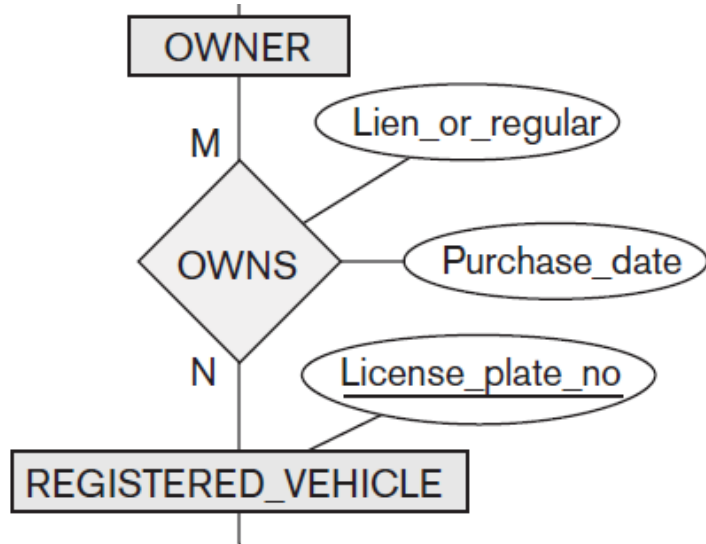 OWNER
Lien_or_regular
M
OWNS
Purchase_date
N
License_plate_no
REGISTERED_VEHICLE